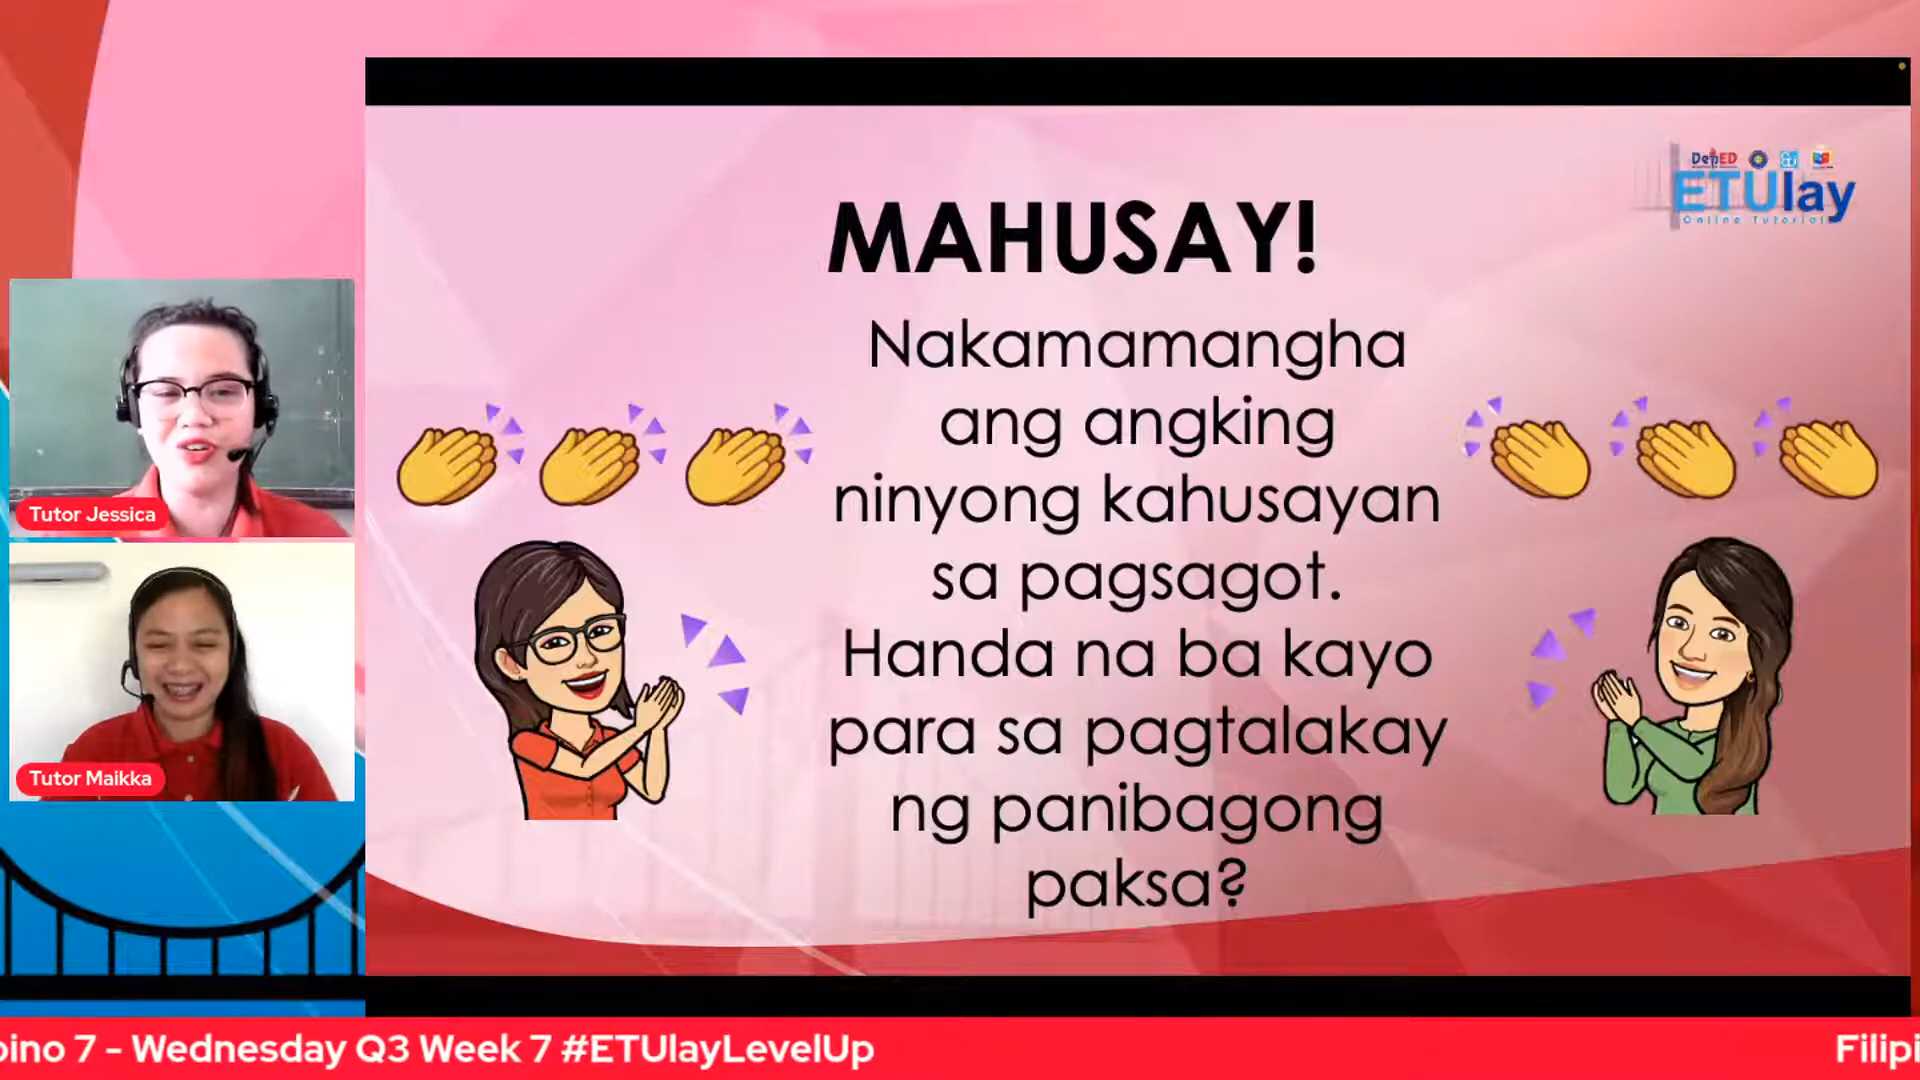 DepED
ETUlay
Online Tutorial
MAHUSAY!
Nakamamangha
ang angking
ninyong kahusayan
sa pagsagot.
Handa na ba kayo
para sa pagtalakay
ng panibagong
paksa?
Tutor Jessica
Tutor Maikka
pino 7 - Wednesday Q3 Week 7 #ETUlayLevelUp
Filipi